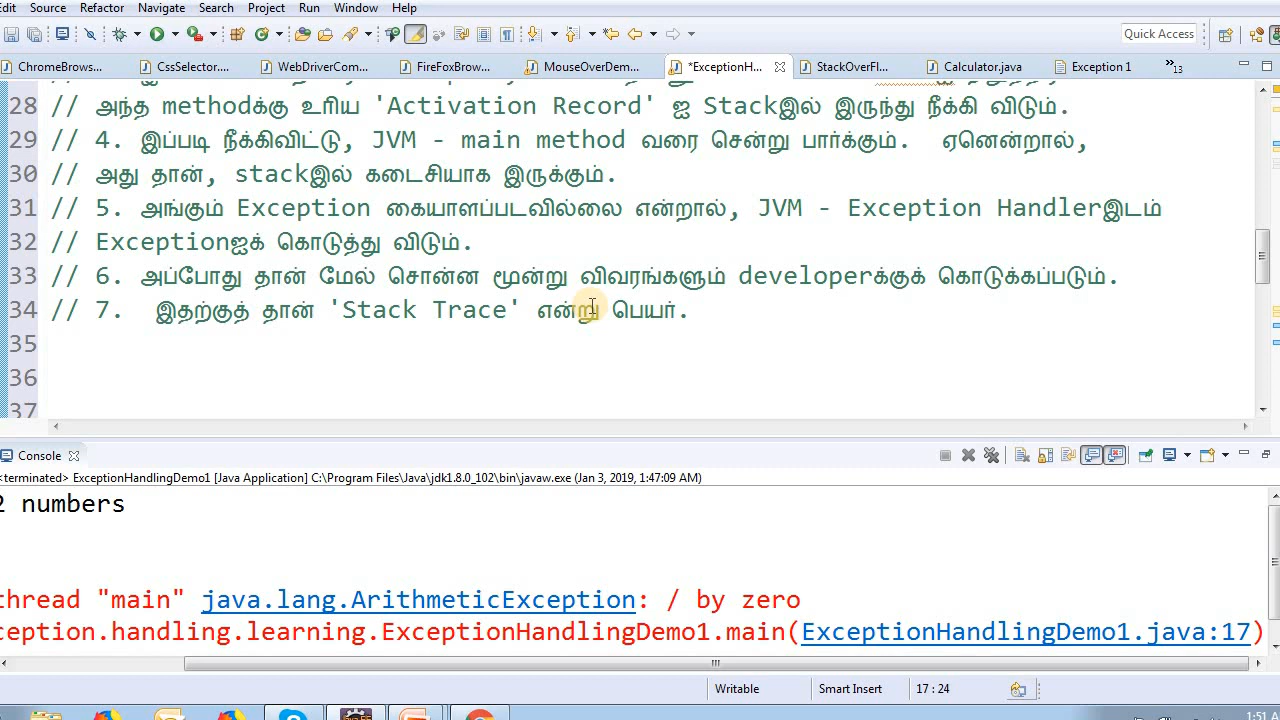 Edit Source Refactor Navigate Search Project Run Window Help
Quick Access
ChromeBrows... CssSelector.... WebDriverCom... FireFoxBrow... MouseOverDem... *ExceptionH... StackOverFl... Calculator.java Exception 1 »13
28 // அந்த methodக்கு உரிய 'Activation Record' ஐ Stackஇல் இருந்து நீக்கி விடும்.
29 // 4. இப்படி நீக்கிவிட்டு, JVM - main method வரை சென்று பார்க்கும். ஏனென்றால்,
30 // அது தான், stackஇல் கடைசியாக இருக்கும்.
31 // 5. அங்கும் Exception கையாளப்படவில்லை என்றால், JVM - Exception Handlerஇடம்
32 // Exceptionஐக் கொடுத்து விடும்.
33 // 6. அப்போது தான் மேல் சொன்ன மூன்று விவரங்களும் developerக்குக் கொடுக்கப்படும்.
34 // 7. இதற்குத் தான் 'Stack Trace' என்று பெயர்.
35
36
37
Console
<terminated> ExceptionHandlingDemo1 [Java Application] C:\Program Files\Java\jdk1.8.0_102\bin\javaw.exe (Jan 3, 2019, 1:47:09 AM)
2 numbers
thread "main" java.lang.ArithmeticException: / by zero
ception.handling.learning.ExceptionHandlingDemo1.main(ExceptionHandlingDemo1.java:17)
Writable Smart Insert 17 : 24